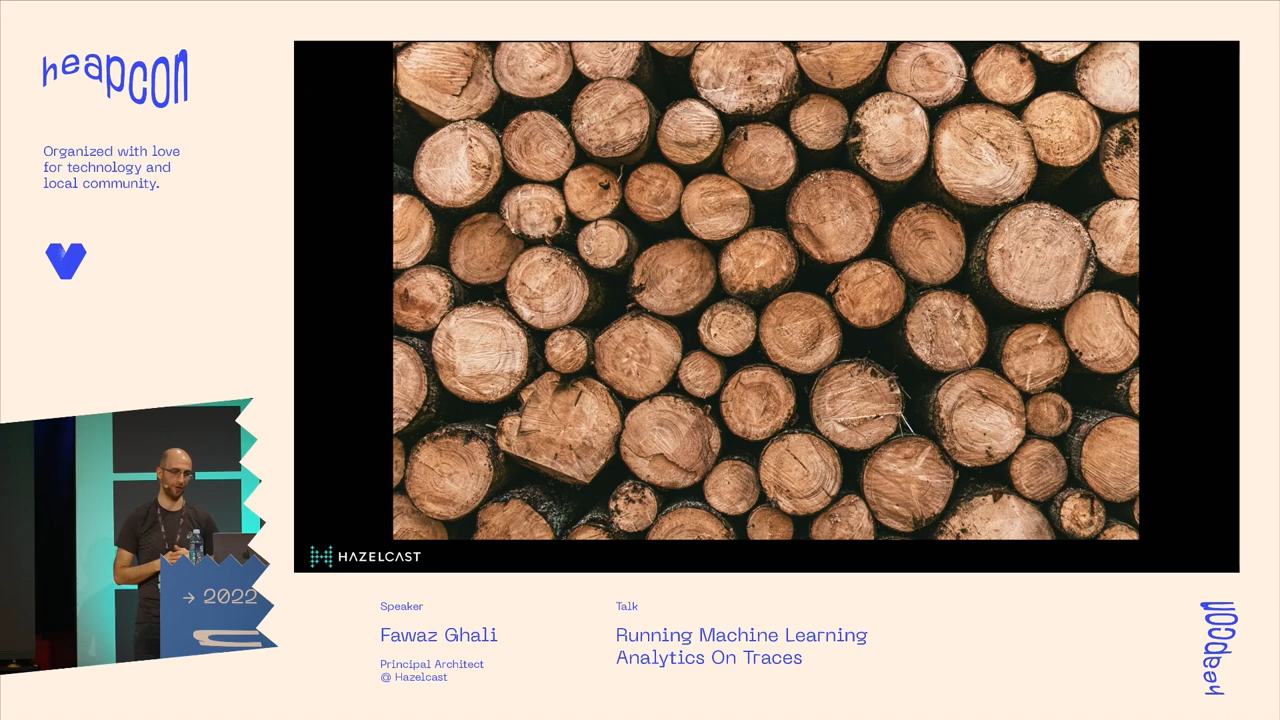 heapcon
Organized with love
for technology and
local community.
→ 2022
HAZELCAST
Speaker
Fawaz Ghali
Principal Architect
@ Hazelcast
Talk
Running Machine Learning
Analytics On Traces
heapcon